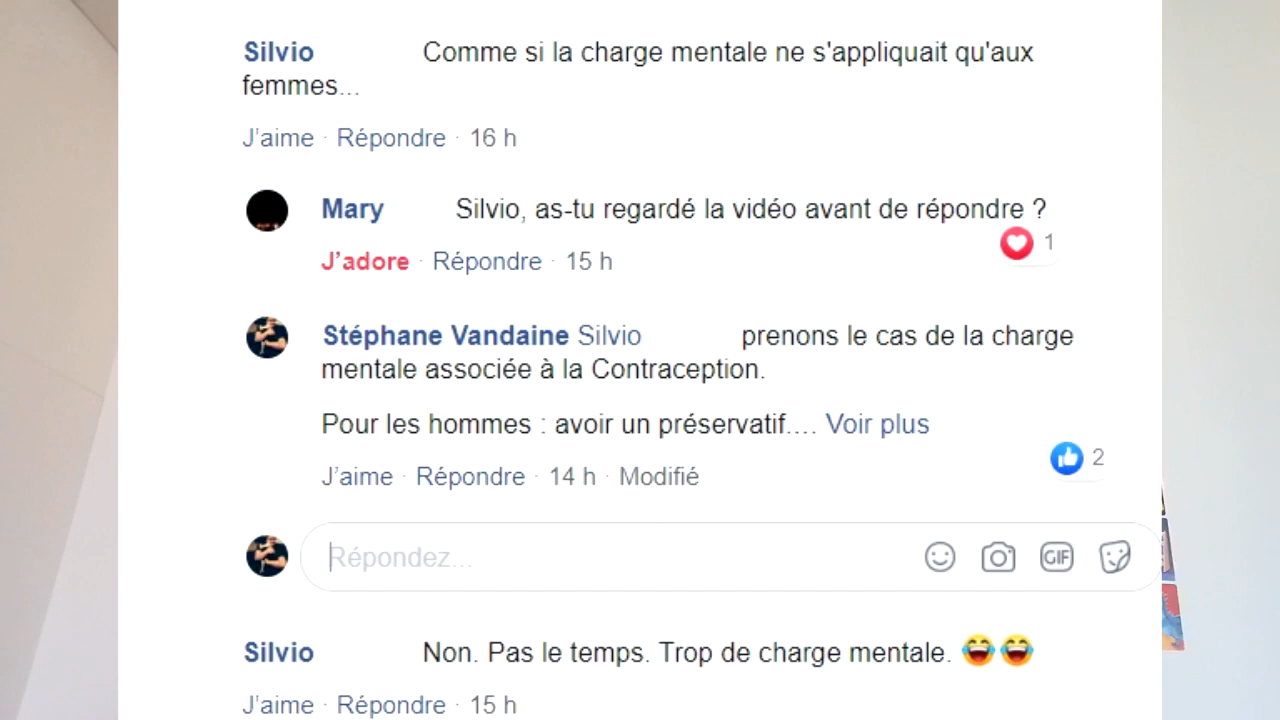 Silvio Comme si la charge mentale ne s'appliquait qu'aux
femmes...
J'aime · Répondre · 16 h
Mary Silvio, as-tu regardé la vidéo avant de répondre ?
1
J'adore · Répondre · 15 h
Stéphane Vandaine Silvio prenons le cas de la charge
mentale associée à la Contraception.
Pour les hommes : avoir un préservatif.... Voir plus
2
J'aime · Répondre · 14 h · Modifié
Répondez...
GIF
Silvio Non. Pas le temps. Trop de charge mentale. 😂😂
J'aime · Répondre · 15 h